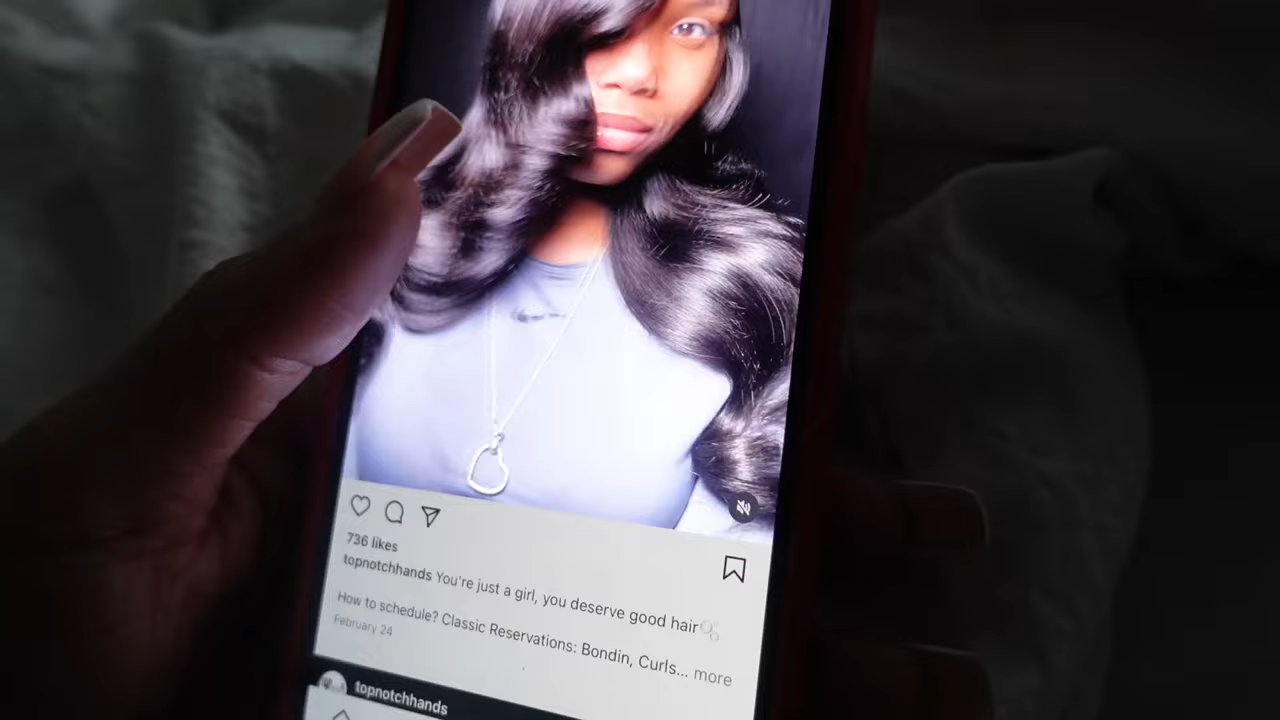 736 likes
topnotchhands You're just a girl, you deserve good hair🫧
How to schedule? Classic Reservations: Bondin, Curls... more
February 24
topnotchhands